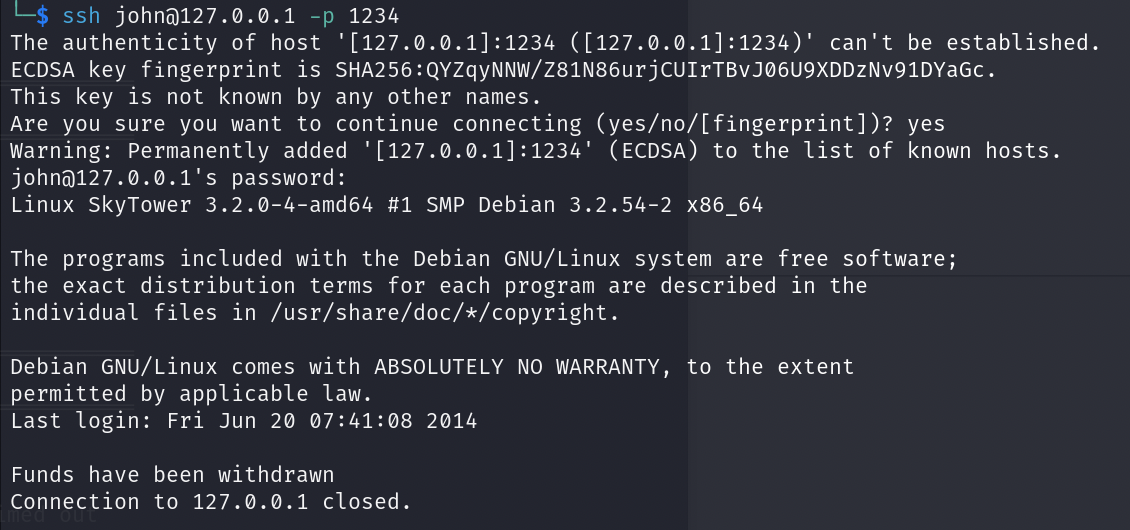 └─$ ssh john@127.0.0.1 -p 1234
The authenticity of host '[127.0.0.1]:1234 ([127.0.0.1]:1234)' can't be established.
ECDSA key fingerprint is SHA256:QYZqyNNW/Z81N86urjCUIrTBvJ06U9XDDzNv91DYaGc.
This key is not known by any other names.
Are you sure you want to continue connecting (yes/no/[fingerprint])? yes
Warning: Permanently added '[127.0.0.1]:1234' (ECDSA) to the list of known hosts.
john@127.0.0.1's password:
Linux SkyTower 3.2.0-4-amd64 #1 SMP Debian 3.2.54-2 x86_64
The programs included with the Debian GNU/Linux system are free software;
the exact distribution terms for each program are described in the
individual files in /usr/share/doc/*/copyright.
Debian GNU/Linux comes with ABSOLUTELY NO WARRANTY, to the extent
permitted by applicable law.
Last login: Fri Jun 20 07:41:08 2014
Funds have been withdrawn
Connection to 127.0.0.1 closed.